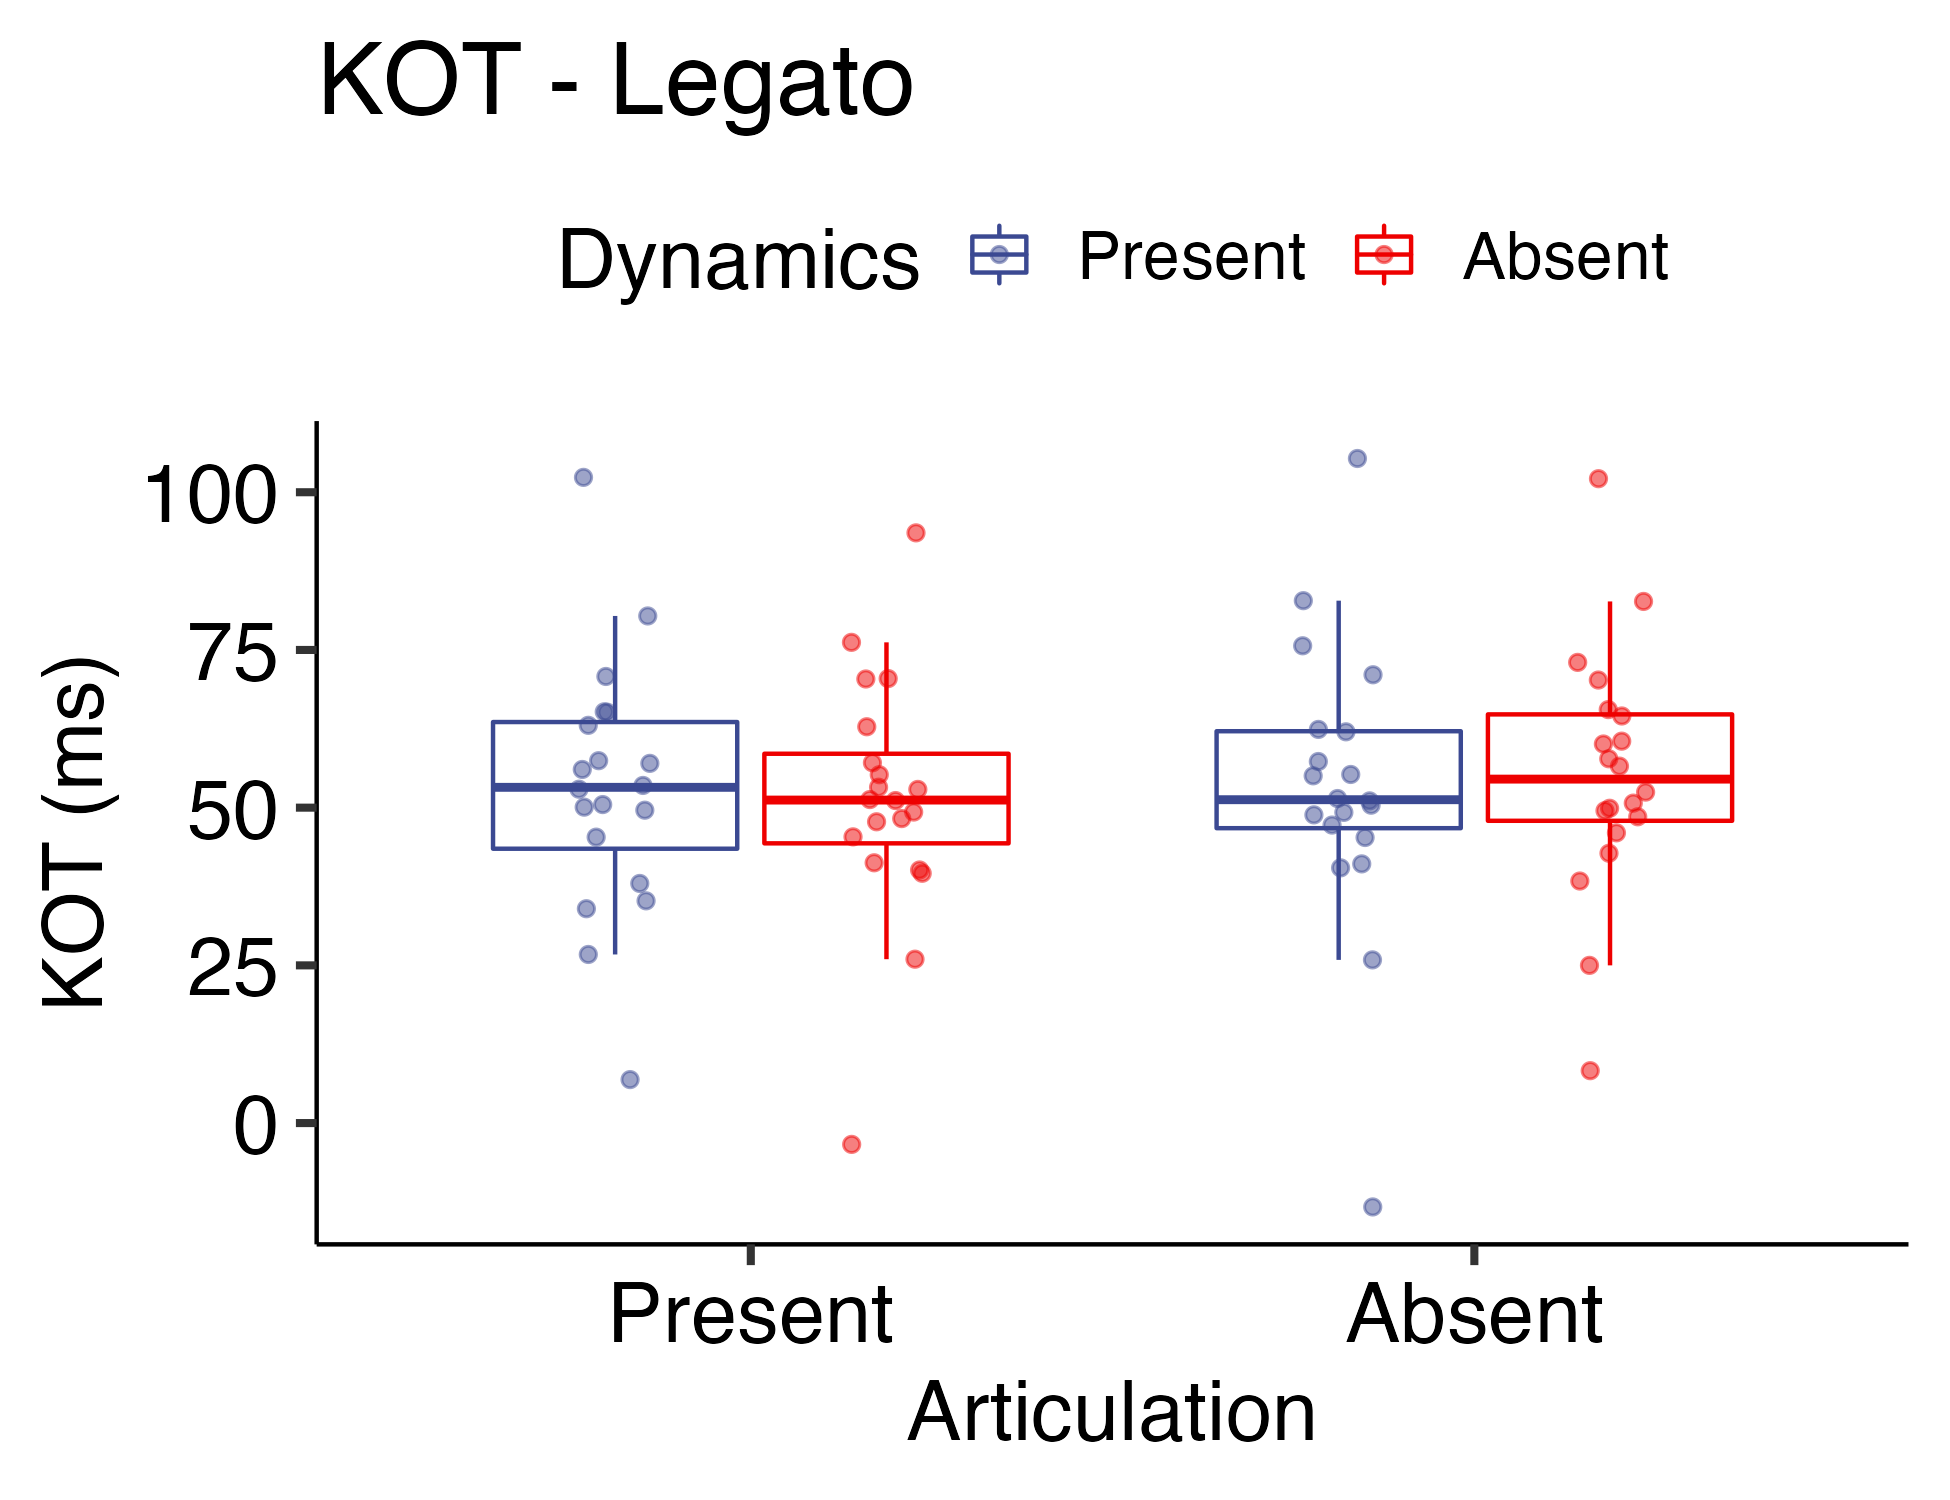 KOT - Legato
Dynamics Present Absent
KOT (ms)
100
75
50
25
0
Present Absent
Articulation